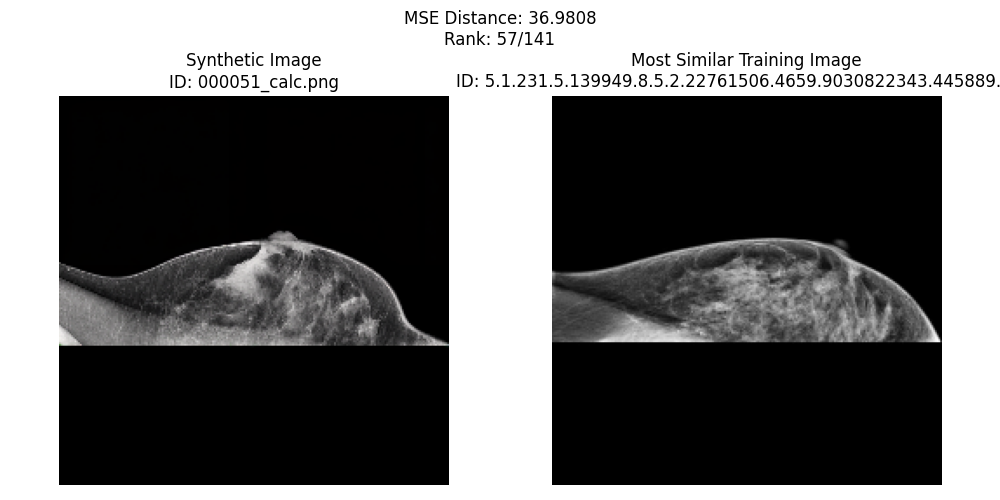 MSE Distance: 36.9808
Rank: 57/141
Synthetic Image
ID: 000051_calc.png
Most Similar Training Image
ID: 5.1.231.5.139949.8.5.2.22761506.4659.9030822343.445889.